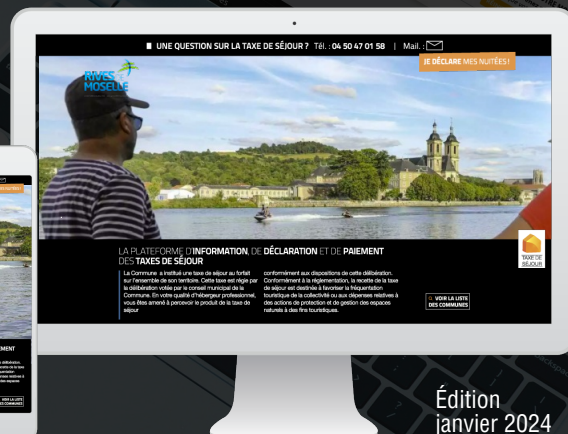 ■ UNE QUESTION SUR LA TAXE DE SÉJOUR ? Tél. : 04 50 47 01 58 | Mail. :
JE DÉCLARE MES NUITÉES !
RIVES
MOSELLE
LA PLATEFORME D'INFORMATION, DE DÉCLARATION ET DE PAIEMENT
DES TAXES DE SÉJOUR
La Commune a institué une taxe de séjour au forfait
sur l'ensemble de son territoire. Cette taxe est régie par
la délibération votée par le conseil municipal de la
Commune. En votre qualité d'hébergeur professionnel,
vous êtes amené à percevoir le produit de la taxe de
séjour
conformément aux dispositions de cette délibération.
Conformément à la réglementation, la recette de la taxe
de séjour est destinée à favoriser la fréquentation
touristique de la collectivité ou aux dépenses relatives à
des actions de protection et de gestion des espaces
naturels à des fins touristiques.
TAXE DE
SÉJOUR
VOIR LA LISTE
DES COMMUNES
EMENT
VOIR LA LISTE
DES COMMUNES
Édition
janvier 2024